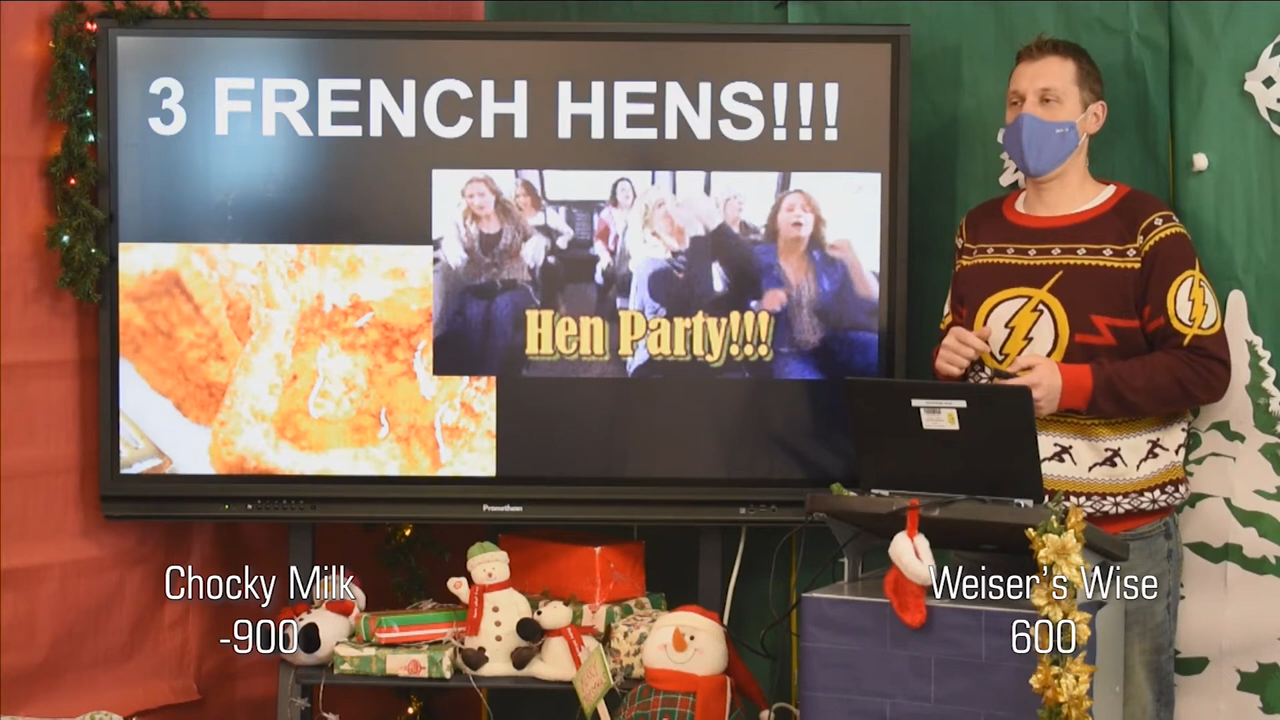 3 FRENCH HENS!!!
Hen Party!!!
Promethean
Chocky Milk
-900
Weiser's Wise
600